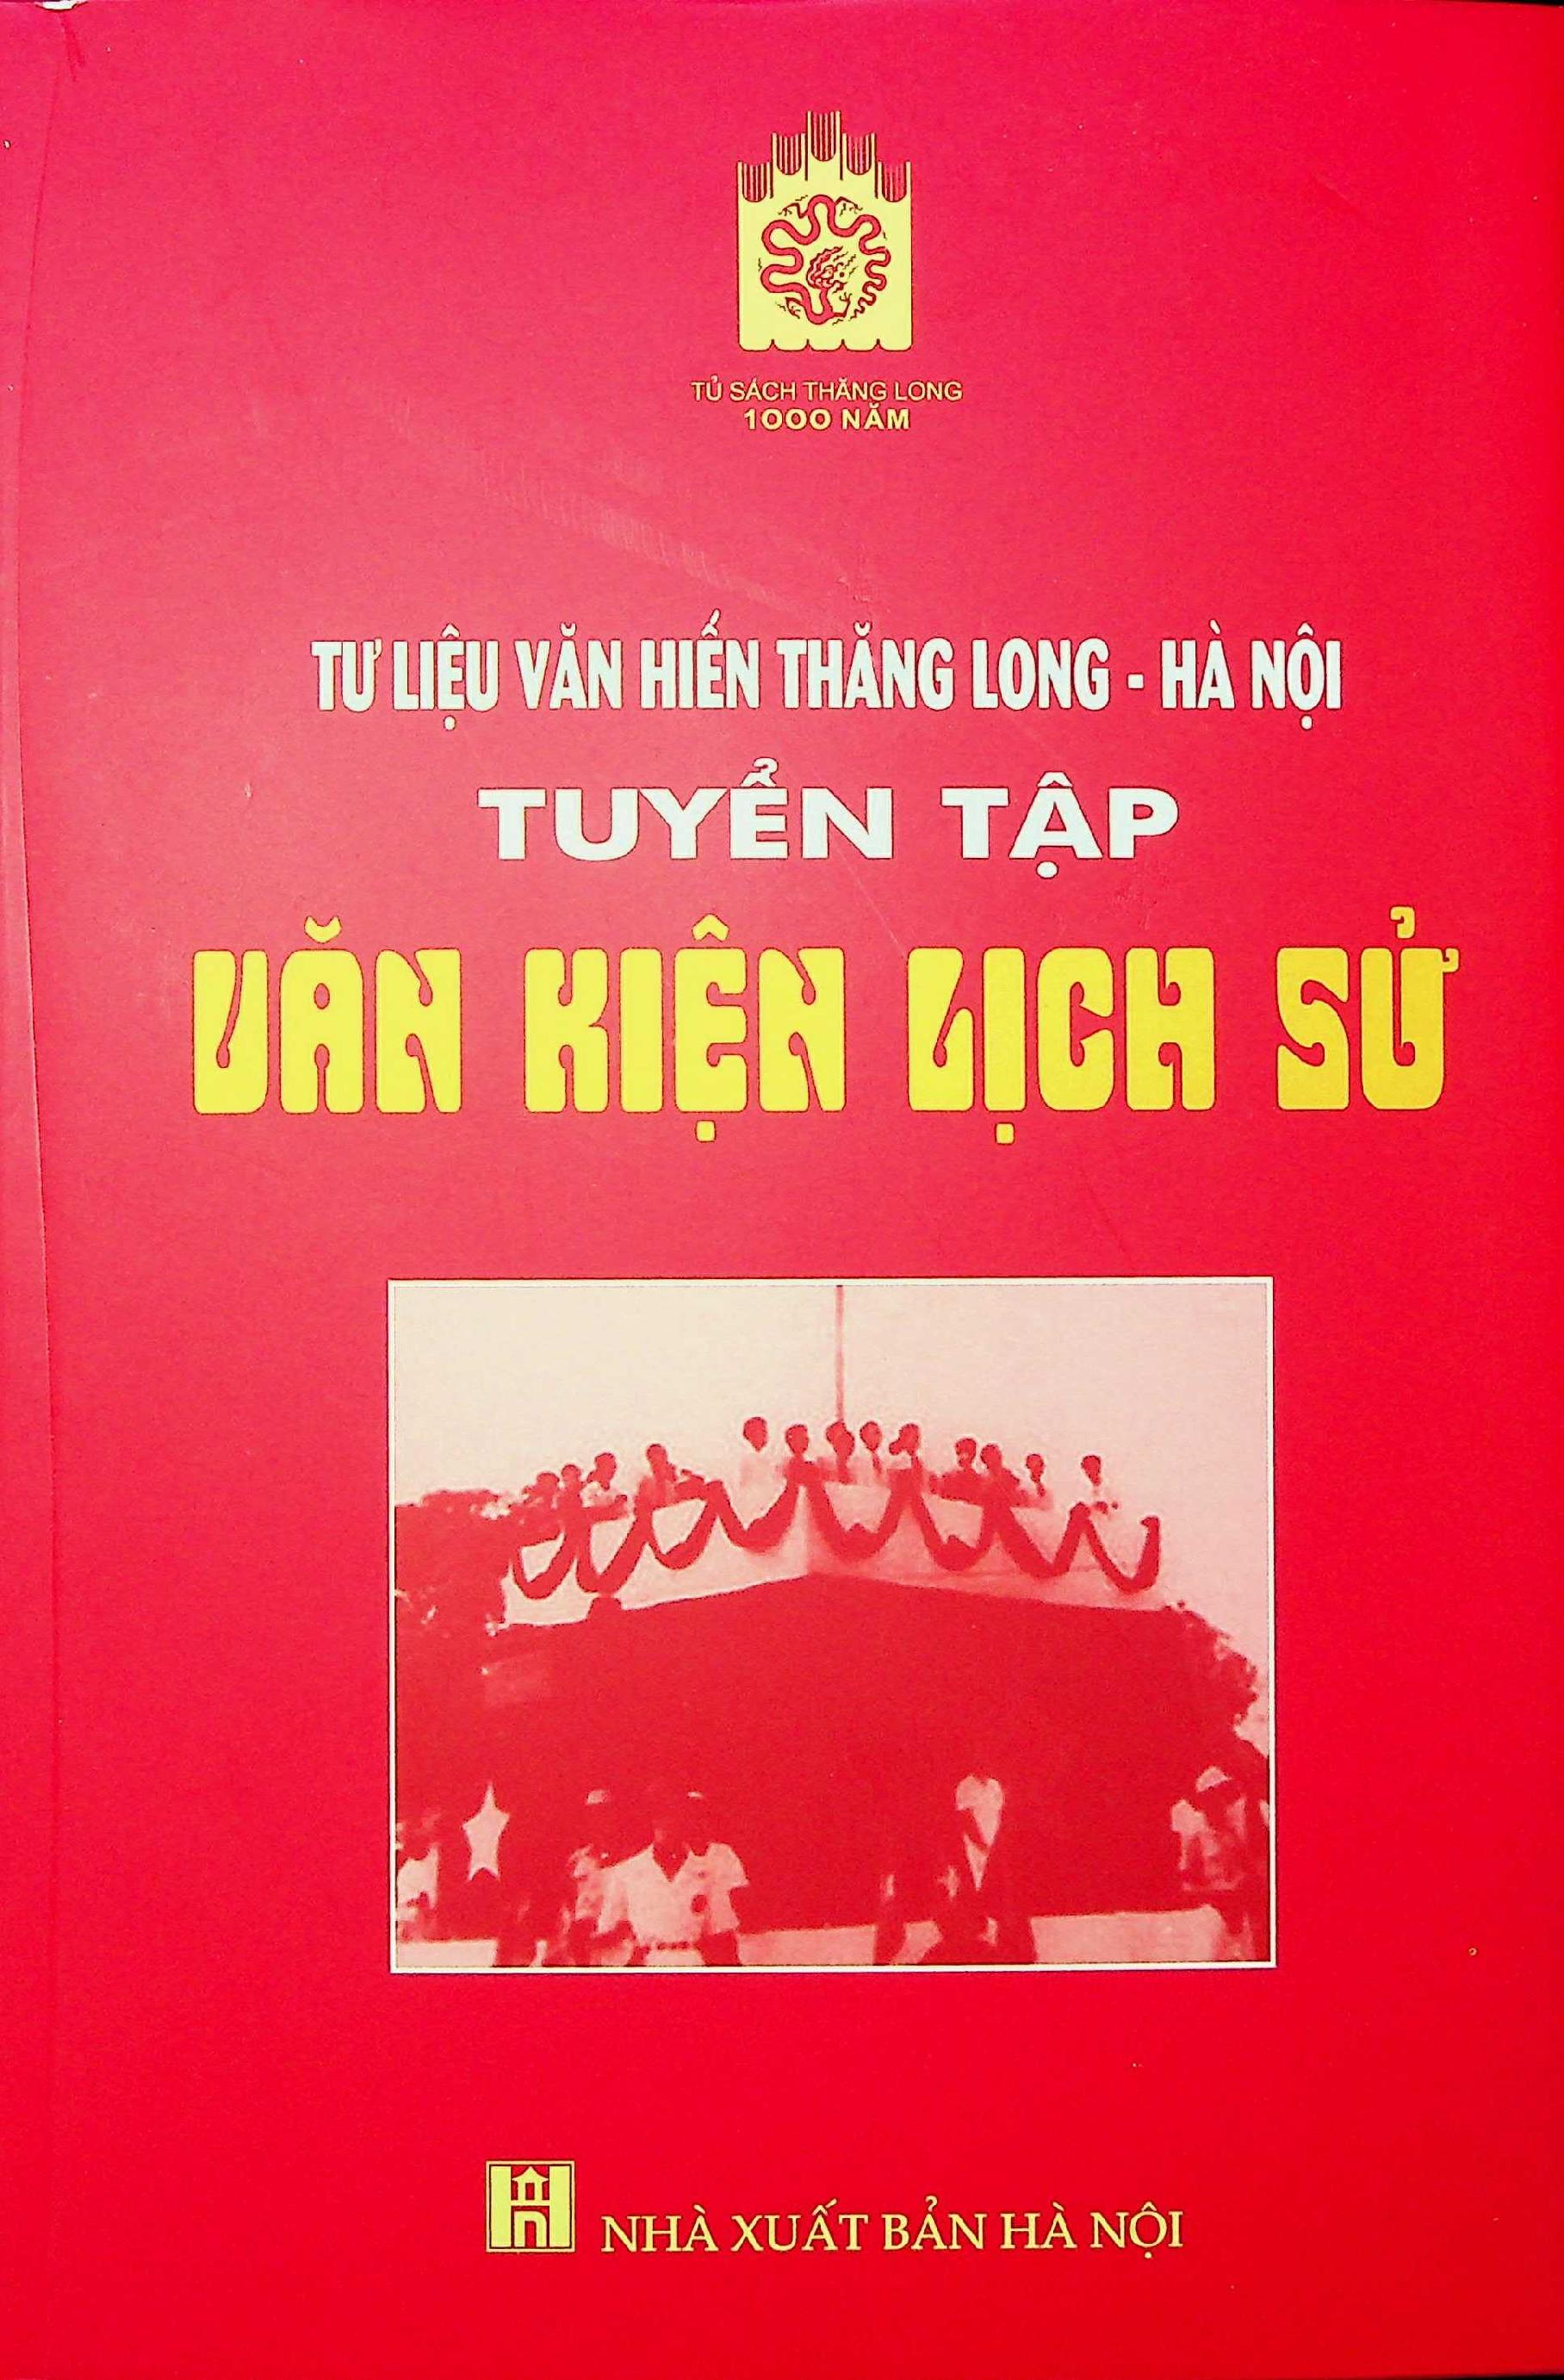 TỦ SÁCH THĂNG LONG
1000 NĂM
TƯ LIỆU VĂN HIẾN THĂNG LONG - HÀ NỘI
TUYỂN TẬP
VĂN KIỆN LỊCH SỬ
NHÀ XUẤT BẢN HÀ NỘI